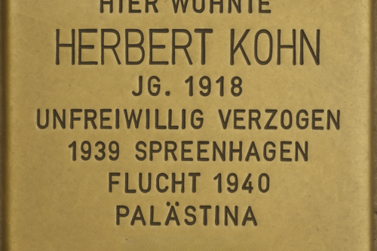 HIER WOHNTE
HERBERT KOHN
JG. 1918
UNFREIWILLIG VERZOGEN
1939 SPREENHAGEN
FLUCHT 1940
PALÄSTINA